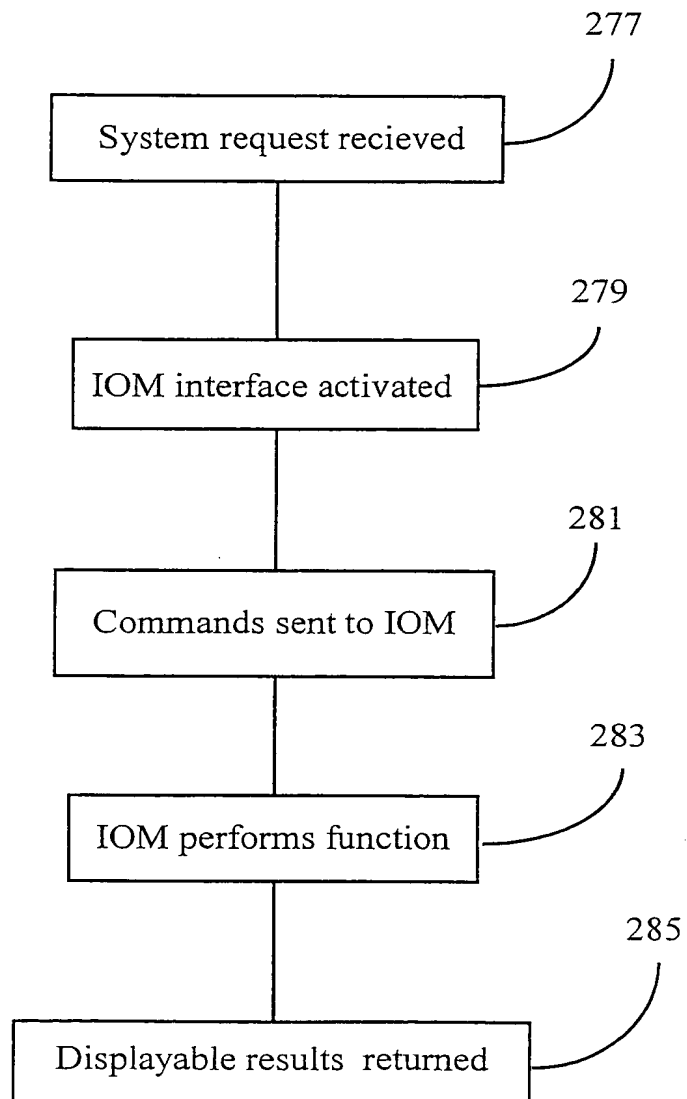 277
System request recieved
279
IOM interface activated
281
Commands sent to IOM
283
IOM performs function
285
Displayable results returned